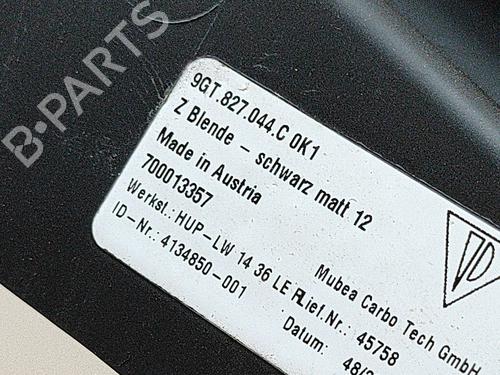 B·PARTS
9GT.827.044.C 0K1
Z Blende – schwarz matt 12
Made in Austria
700013357
Werkst.: HUP-LW 14 36 LE
ID-Nr.: 4134850-001
Mubea Carbo Tech GmbH
Lief.Nr.: 45758
Datum: 48/